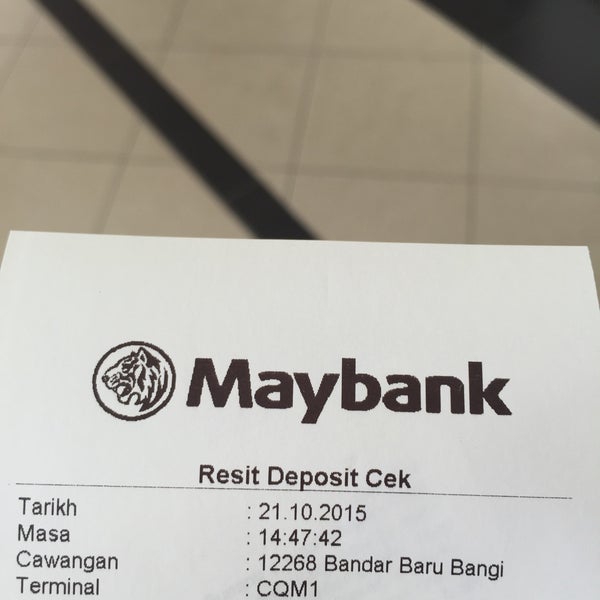 Maybank
Resit Deposit Cek
Tarikh : 21.10.2015
Masa : 14:47:42
Cawangan : 12268 Bandar Baru Bangi
Terminal : CQM1